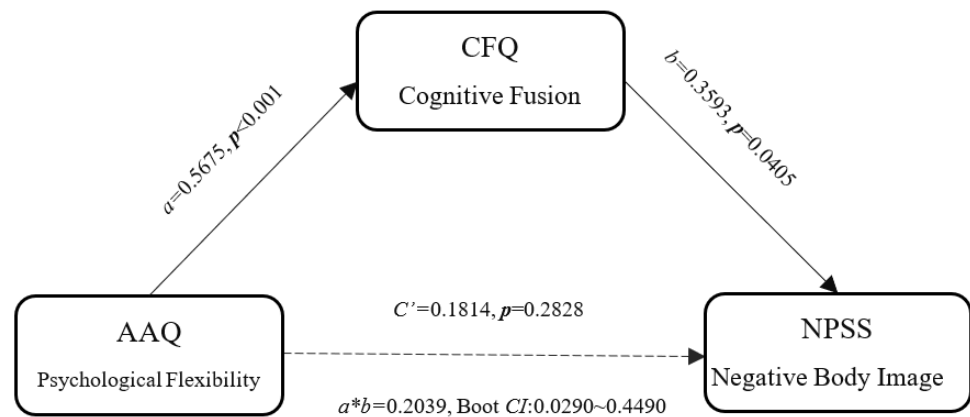 CFQ
Cognitive Fusion
a=0.5675, p<0.001
b=0.3593, p=0.0405
AAQ
Psychological Flexibility
C’=0.1814, p=0.2828
NPSS
Negative Body Image
a*b=0.2039, Boot CI:0.0290~0.4490